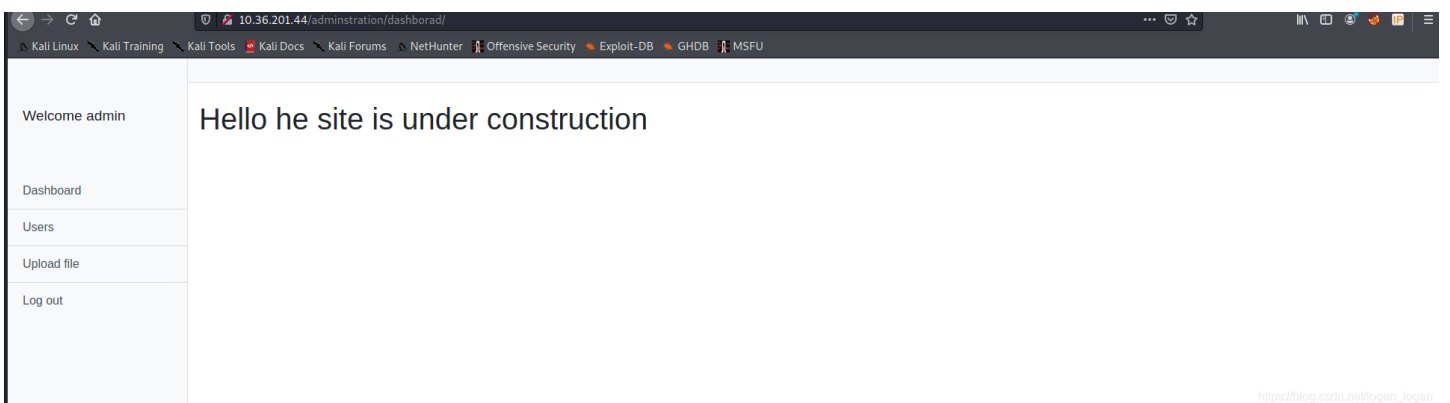 10.36.201.44/adminstration/dashborad/
Kali Linux Kali Training Kali Tools Kali Docs Kali Forums NetHunter Offensive Security Exploit-DB GHDB MSFU
Welcome admin
Hello he site is under construction
Dashboard
Users
Upload file
Log out
https://blog.csdn.net/logan_logan